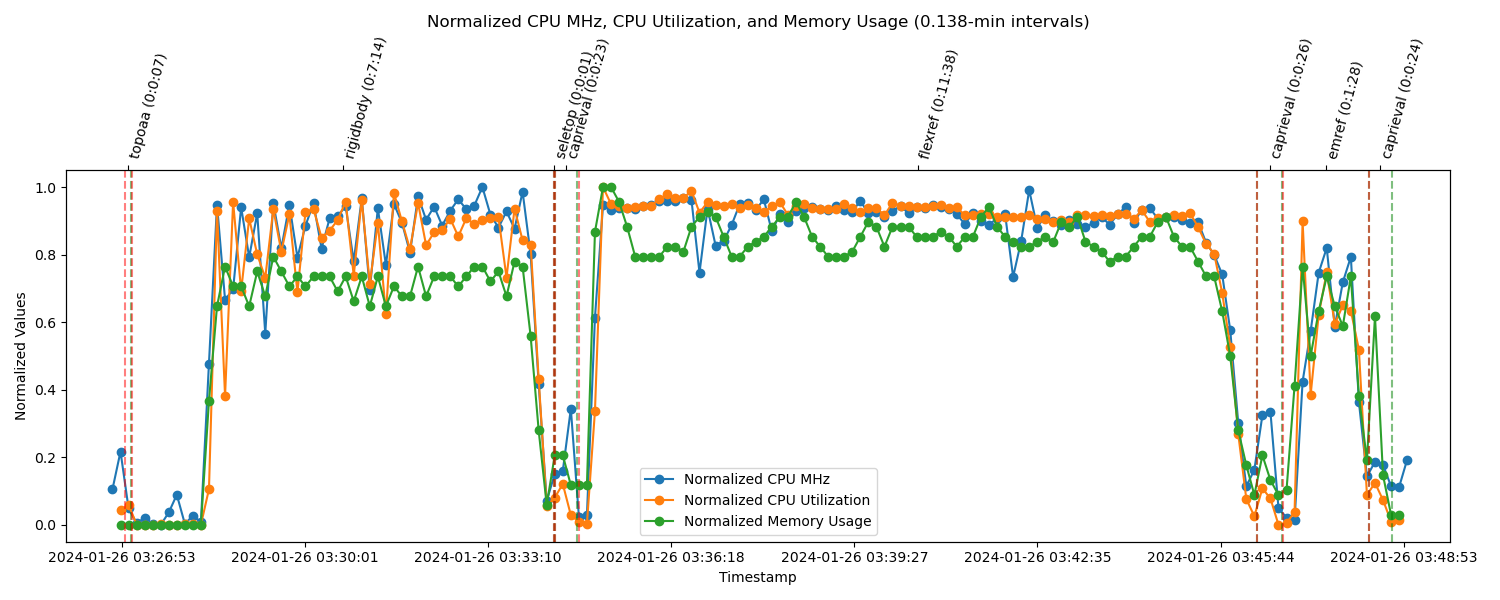 Normalized CPU MHz, CPU Utilization, and Memory Usage (0.138-min intervals)
topoaa (0:0:07)
rigidbody (0:7:14)
seletop (0:0:01)
caprieval (0:0:23)
flexref (0:11:38)
caprieval (0:0:26)
emref (0:1:28)
caprieval (0:0:24)
Normalized Values
1.0
0.8
0.6
0.4
0.2
0.0
Normalized CPU MHz
Normalized CPU Utilization
Normalized Memory Usage
2024-01-26 03:26:53
2024-01-26 03:30:01
2024-01-26 03:33:10
2024-01-26 03:36:18
2024-01-26 03:39:27
2024-01-26 03:42:35
2024-01-26 03:45:44
2024-01-26 03:48:53
Timestamp